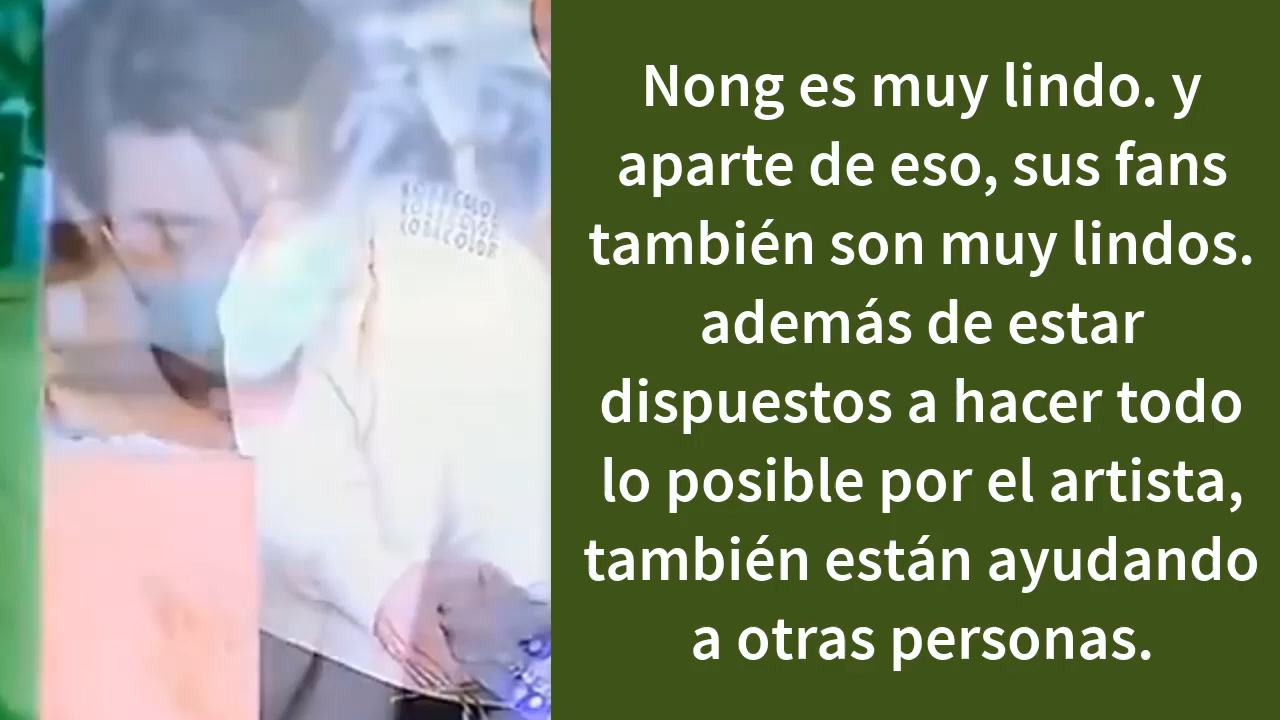 Nong es muy lindo. y
aparte de eso, sus fans
también son muy lindos.
además de estar
dispuestos a hacer todo
lo posible por el artista,
también están ayudando
a otras personas.